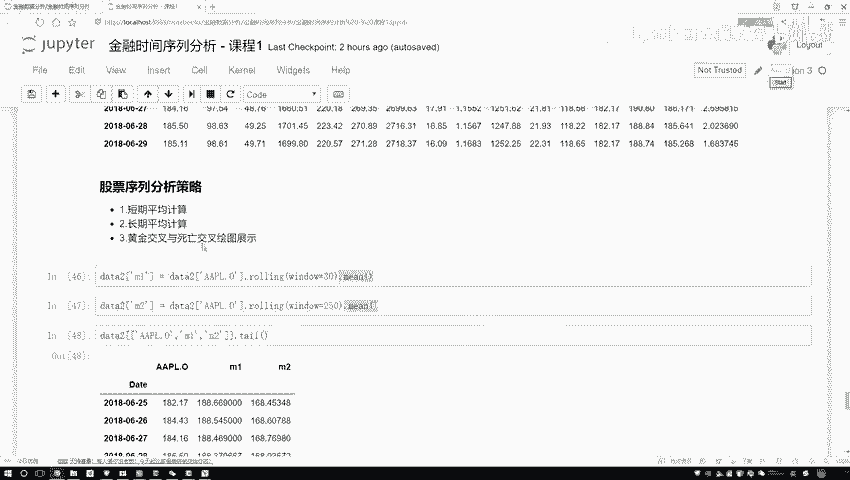 金融时间序列分析 - 课程1
jupyter 金融时间序列分析 - 课程1 Last Checkpoint: 2 hours ago (autosaved)
Logout
File Edit View Insert Cell Kernel Widgets Help
Not Trusted
Code
2018-06-27 184.16 97.54 48.76 1660.51 220.18 269.35 2699.63 17.91 1.1552 1251.62 21.81 118.58 182.17 190.60 186.171 2.595815
2018-06-28 185.50 98.63 49.25 1701.45 223.42 270.89 2716.31 16.85 1.1567 1247.88 21.93 118.22 182.17 188.84 185.641 2.023690
2018-06-29 185.11 98.61 49.71 1699.80 220.57 271.28 2718.37 16.09 1.1683 1252.25 22.31 118.65 182.17 188.74 185.268 1.683745
股票序列分析策略
1.短期平均计算
2.长期平均计算
3.黄金交叉与死亡交叉绘图展示
In [46]: data2['m1'] = data2['AAPL.O'].rolling(window=30).mean()
In [47]: data2['m2'] = data2['AAPL.O'].rolling(window=250).mean()
In [48]: data2[['AAPL.O','m1','m2']].tail()
Out[48]:
AAPL.O m1 m2
Date
2018-06-25 182.17 188.669000 168.45348
2018-06-26 184.43 188.545000 168.60788
2018-06-27 184.16 188.469000 168.76980